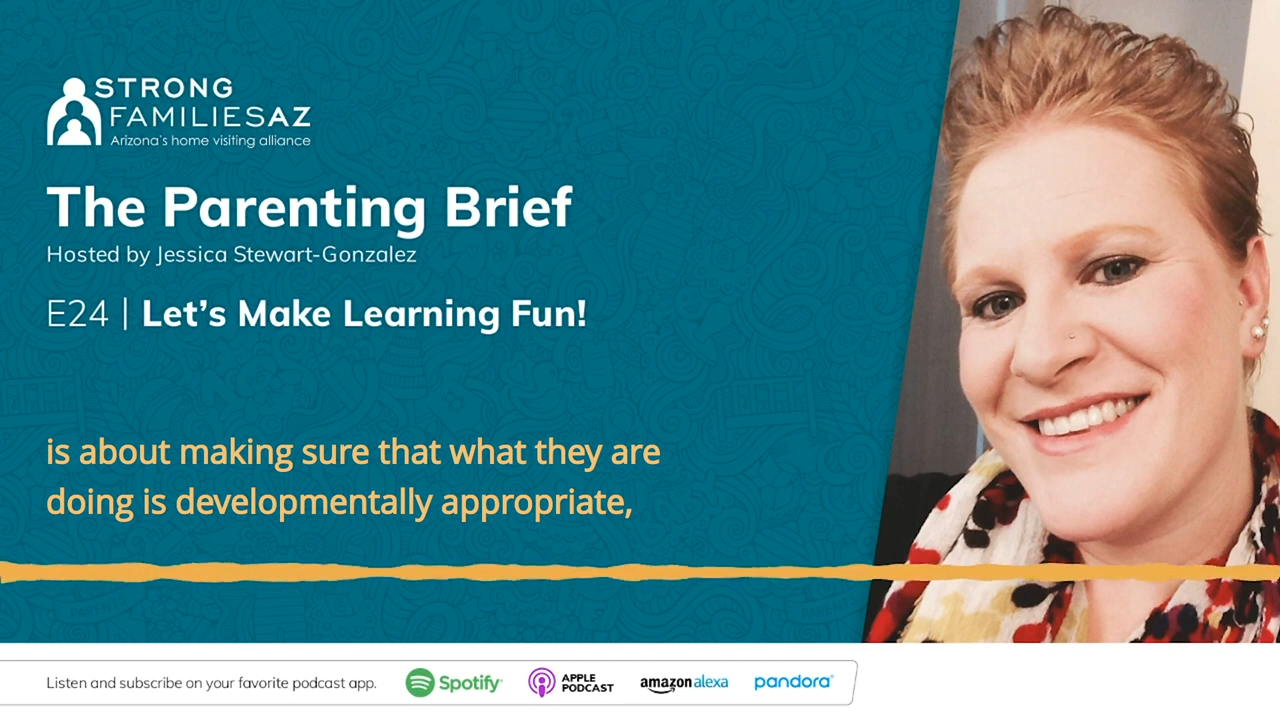 STRONG
FAMILIESAZ
Arizona's home visiting alliance
The Parenting Brief
Hosted by Jessica Stewart-Gonzalez
E24 | Let's Make Learning Fun!
is about making sure that what they are
doing is developmentally appropriate,
Listen and subscribe on your favorite podcast app.
Spotify
APPLE
PODCAST
amazon alexa
pandora